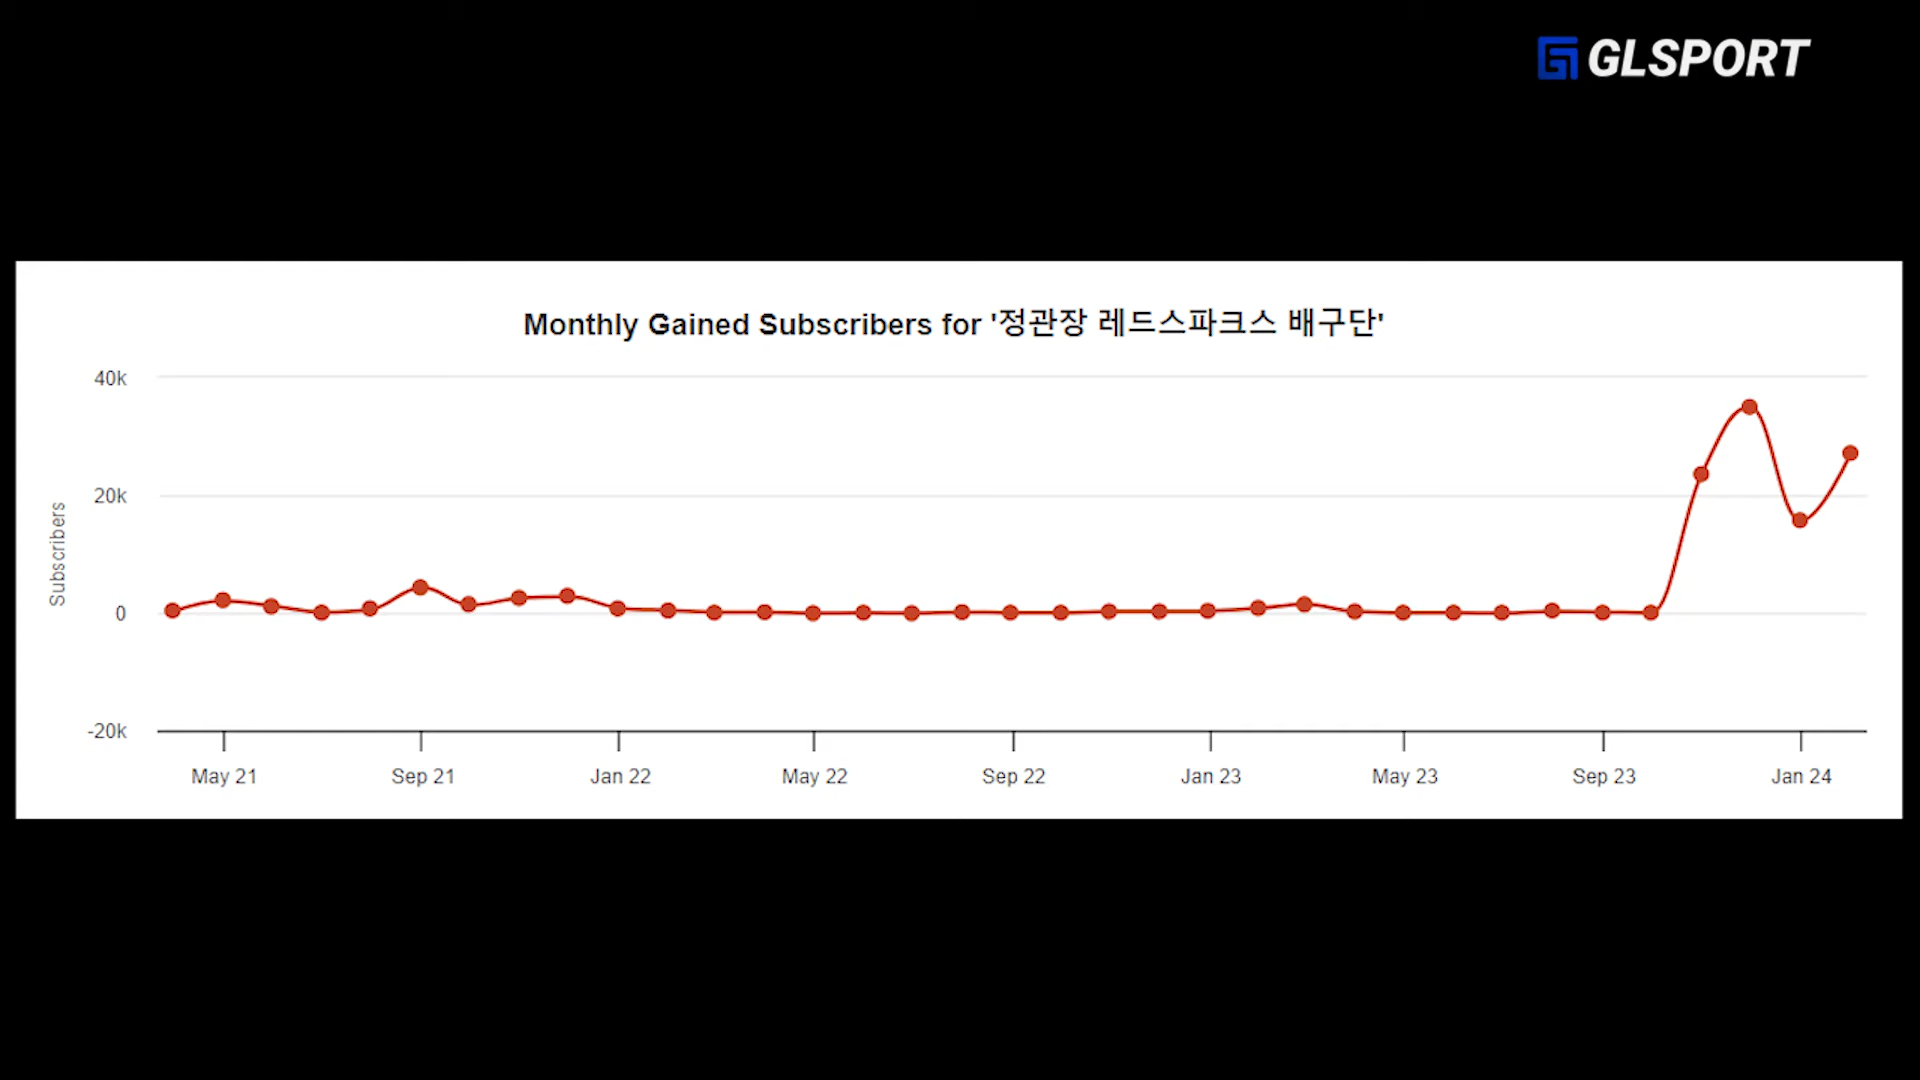 GLSPORT
Monthly Gained Subscribers for '정관장 레드스파크스 배구단'
40k
20k
0
-20k
Subscribers
May 21 Sep 21 Jan 22 May 22 Sep 22 Jan 23 May 23 Sep 23 Jan 24